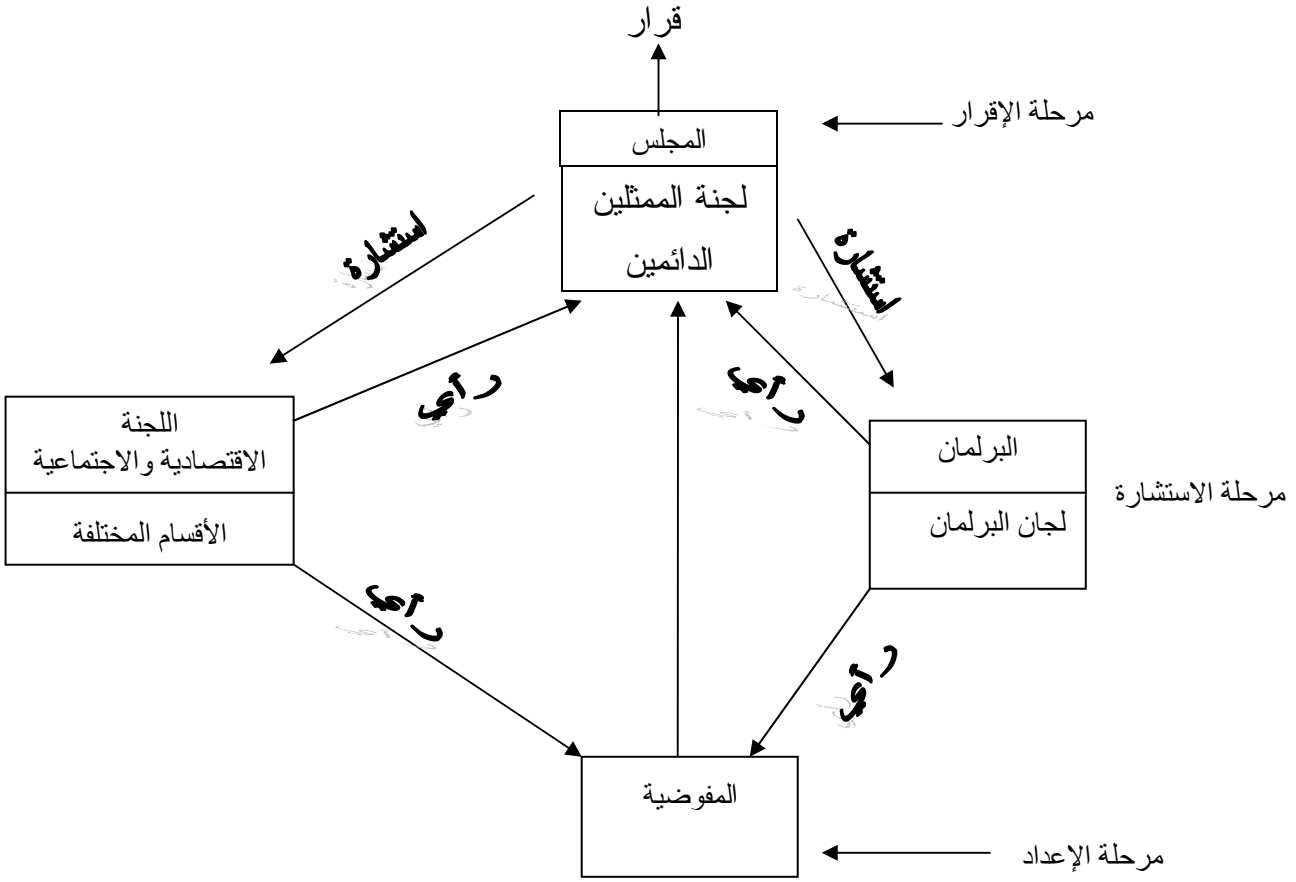 قرار
مرحلة الإقرار
المجلس
لجنة الممثلين
الدائمين
استشارة
استشارة
رأي
رأي
اللجنة
الاقتصادية والاجتماعية
الأقسام المختلفة
البرلمان
لجان البرلمان
مرحلة الاستشارة
رأي
رأي
المفوضية
مرحلة الإعداد